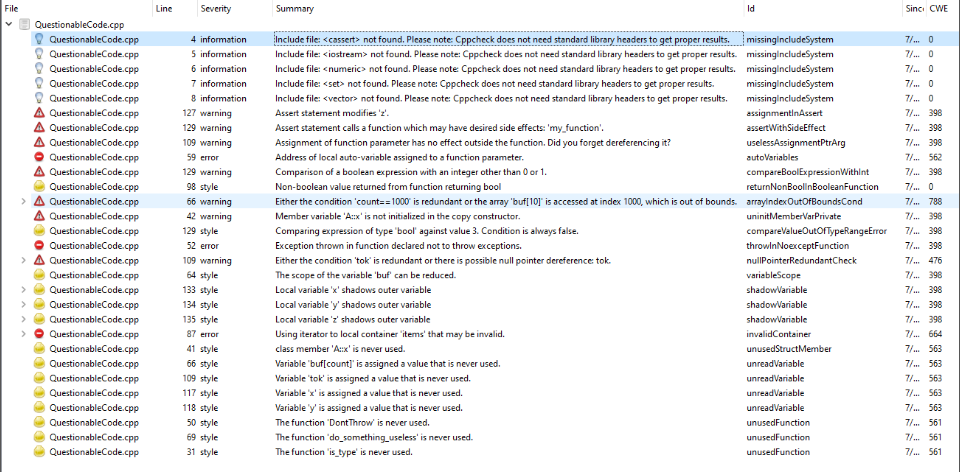 File Line Severity Summary Id Since CWE
QuestionableCode.cpp
QuestionableCode.cpp 4 information Include file: <cassert> not found. Please note: Cppcheck does not need standard library headers to get proper results. missingIncludeSystem 7/... 0
QuestionableCode.cpp 5 information Include file: <iostream> not found. Please note: Cppcheck does not need standard library headers to get proper results. missingIncludeSystem 7/... 0
QuestionableCode.cpp 6 information Include file: <numeric> not found. Please note: Cppcheck does not need standard library headers to get proper results. missingIncludeSystem 7/... 0
QuestionableCode.cpp 7 information Include file: <set> not found. Please note: Cppcheck does not need standard library headers to get proper results. missingIncludeSystem 7/... 0
QuestionableCode.cpp 8 information Include file: <vector> not found. Please note: Cppcheck does not need standard library headers to get proper results. missingIncludeSystem 7/... 0
QuestionableCode.cpp 127 warning Assert statement modifies 'z'. assignmentInAssert 7/... 398
QuestionableCode.cpp 128 warning Assert statement calls a function which may have desired side effects: 'my_function'. assertWithSideEffect 7/... 398
QuestionableCode.cpp 109 warning Assignment of function parameter has no effect outside the function. Did you forget dereferencing it? uselessAssignmentPtrArg 7/... 398
QuestionableCode.cpp 59 error Address of local auto-variable assigned to a function parameter. autoVariables 7/... 562
QuestionableCode.cpp 129 warning Comparison of a boolean expression with an integer other than 0 or 1. compareBoolExpressionWithInt 7/... 398
QuestionableCode.cpp 98 style Non-boolean value returned from function returning bool returnNonBoolInBooleanFunction 7/... 0
QuestionableCode.cpp 66 warning Either the condition 'count==1000' is redundant or the array 'buf[10]' is accessed at index 1000, which is out of bounds. arrayIndexOutOfBoundsCond 7/... 788
QuestionableCode.cpp 42 warning Member variable 'A::x' is not initialized in the copy constructor. uninitMemberVarPrivate 7/... 398
QuestionableCode.cpp 129 style Comparing expression of type 'bool' against value 3. Condition is always false. compareValueOutOfTypeRangeError 7/... 398
QuestionableCode.cpp 52 error Exception thrown in function declared not to throw exceptions. throwInNoexceptFunction 7/... 398
QuestionableCode.cpp 109 warning Either the condition 'tok' is redundant or there is possible null pointer dereference: tok. nullPointerRedundantCheck 7/... 476
QuestionableCode.cpp 64 style The scope of the variable 'buf' can be reduced. variableScope 7/... 398
QuestionableCode.cpp 133 style Local variable 'x' shadows outer variable shadowVariable 7/... 398
QuestionableCode.cpp 134 style Local variable 'y' shadows outer variable shadowVariable 7/... 398
QuestionableCode.cpp 135 style Local variable 'z' shadows outer variable shadowVariable 7/... 398
QuestionableCode.cpp 87 error Using iterator to local container 'items' that may be invalid. invalidContainer 7/... 664
QuestionableCode.cpp 41 style class member 'A::x' is never used. unusedStructMember 7/... 563
QuestionableCode.cpp 66 style Variable 'buf[count]' is assigned a value that is never used. unreadVariable 7/... 563
QuestionableCode.cpp 109 style Variable 'tok' is assigned a value that is never used. unreadVariable 7/... 563
QuestionableCode.cpp 117 style Variable 'x' is assigned a value that is never used. unreadVariable 7/... 563
QuestionableCode.cpp 118 style Variable 'y' is assigned a value that is never used. unreadVariable 7/... 563
QuestionableCode.cpp 50 style The function 'DontThrow' is never used. unusedFunction 7/... 561
QuestionableCode.cpp 69 style The function 'do_something_useless' is never used. unusedFunction 7/... 561
QuestionableCode.cpp 31 style The function 'is_type' is never used. unusedFunction 7/... 561